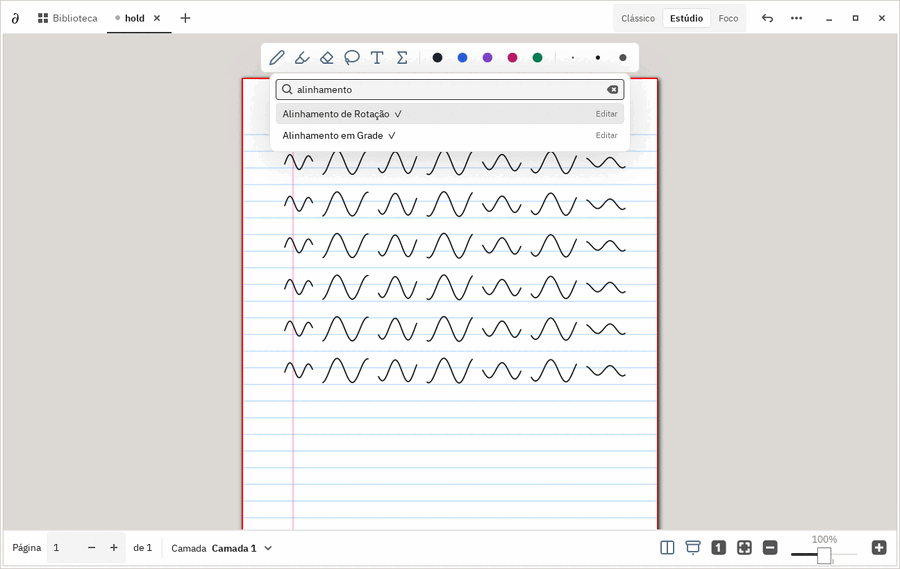 ∂ Biblioteca hold Clássico Estúdio Foco
T Σ
alinhamento
Alinhamento de Rotação ✓ Editar
Alinhamento em Grade ✓ Editar
100%
Página 1 de 1 Camada Camada 1 1